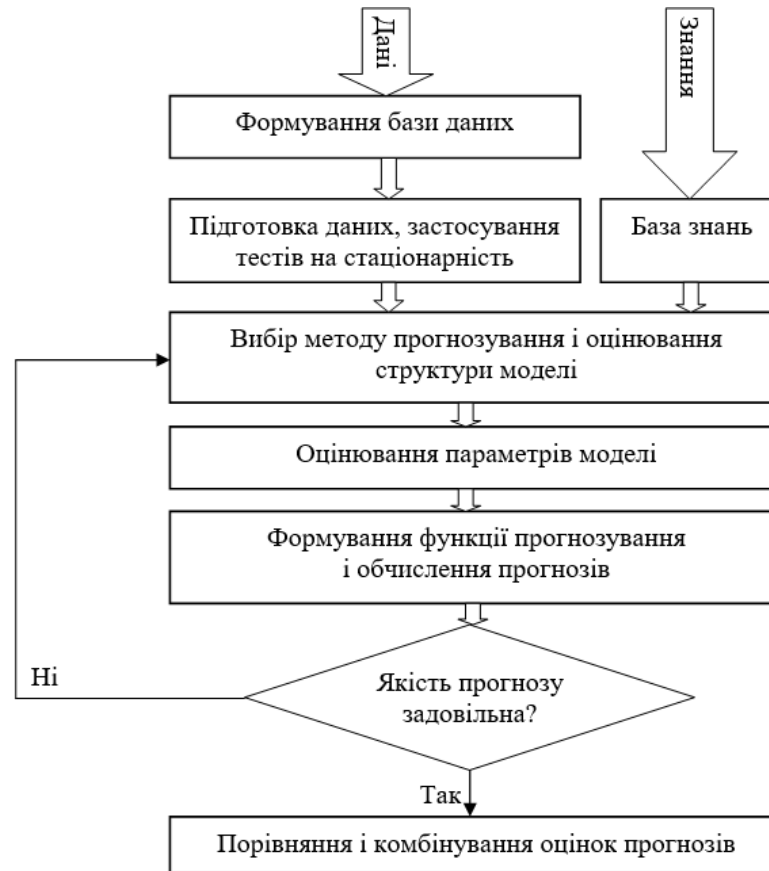 Дані
Знання
Формування бази даних
Підготовка даних, застосування
тестів на стаціонарність
База знань
Вибір методу прогнозування і оцінювання
структури моделі
Оцінювання параметрів моделі
Формування функції прогнозування
і обчислення прогнозів
Ні
Якість прогнозу
задовільна?
Так
Порівняння і комбінування оцінок прогнозів